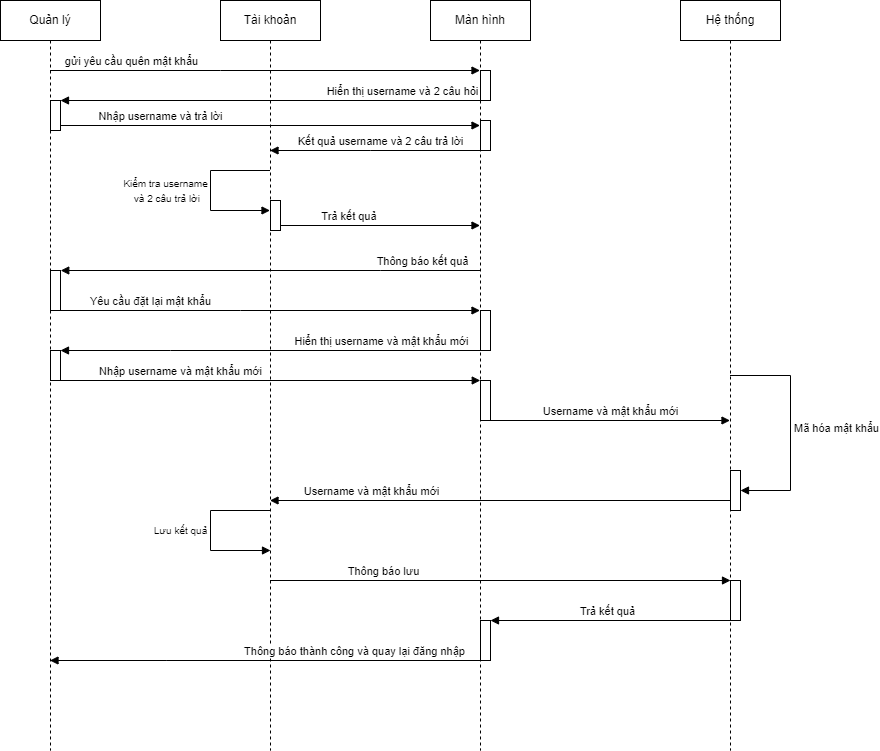 Quản lý
Tài khoản
Màn hình
Hệ thống
gửi yêu cầu quên mật khẩu
Hiển thị username và 2 câu hỏi
Nhập username và trả lời
Kết quả username và 2 câu trả lời
Kiểm tra username
và 2 câu trả lời
Trả kết quả
Thông báo kết quả
Yêu cầu đặt lại mật khẩu
Hiển thị username và mật khẩu mới
Nhập username và mật khẩu mới
Username và mật khẩu mới
Mã hóa mật khẩu
Username và mật khẩu mới
Lưu kết quả
Thông báo lưu
Trả kết quả
Thông báo thành công và quay lại đăng nhập